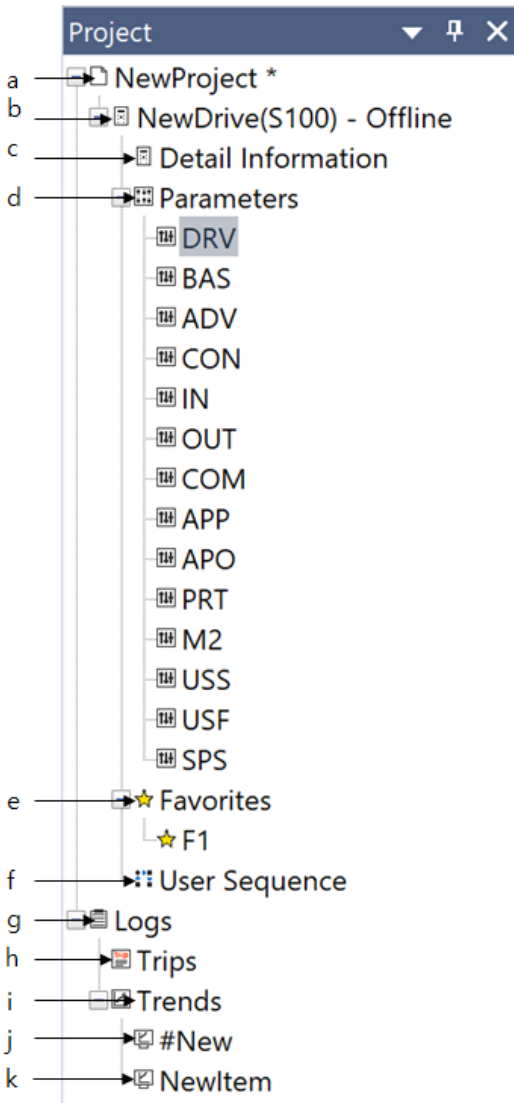 Project
a NewProject *
b NewDrive(S100) - Offline
c Detail Information
d Parameters
DRV
BAS
ADV
CON
IN
OUT
COM
APP
APO
PRT
M2
USS
USF
SPS
e Favorites
F1
f User Sequence
g Logs
h Trips
i Trends
j #New
k NewItem